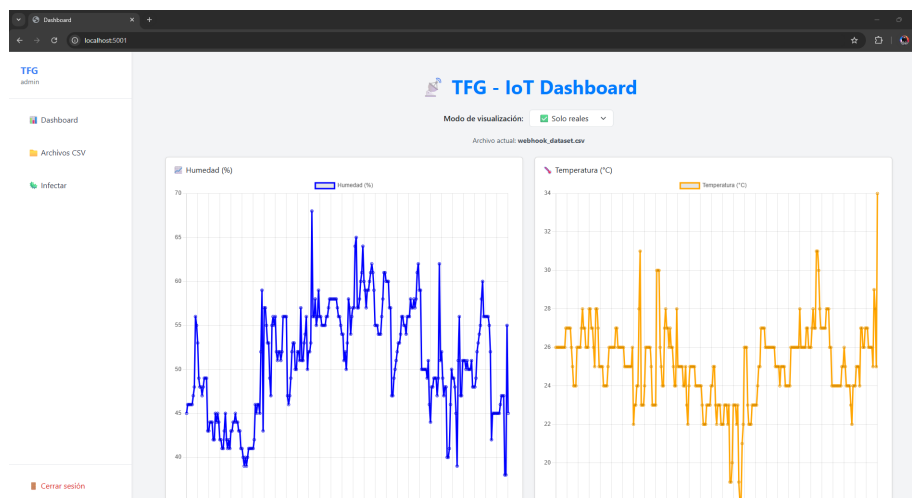 Dashboard
localhost:5001
TFG
admin
Dashboard
Archivos CSV
Infectar
Cerrar sesión
TFG - IoT Dashboard
Modo de visualización: Solo reales
Archivo actual: webhook_dataset.csv
Humedad (%)
Humedad (%)
70
65
60
55
50
45
40
Temperatura (°C)
Temperatura (°C)
34
32
30
28
26
24
22
20